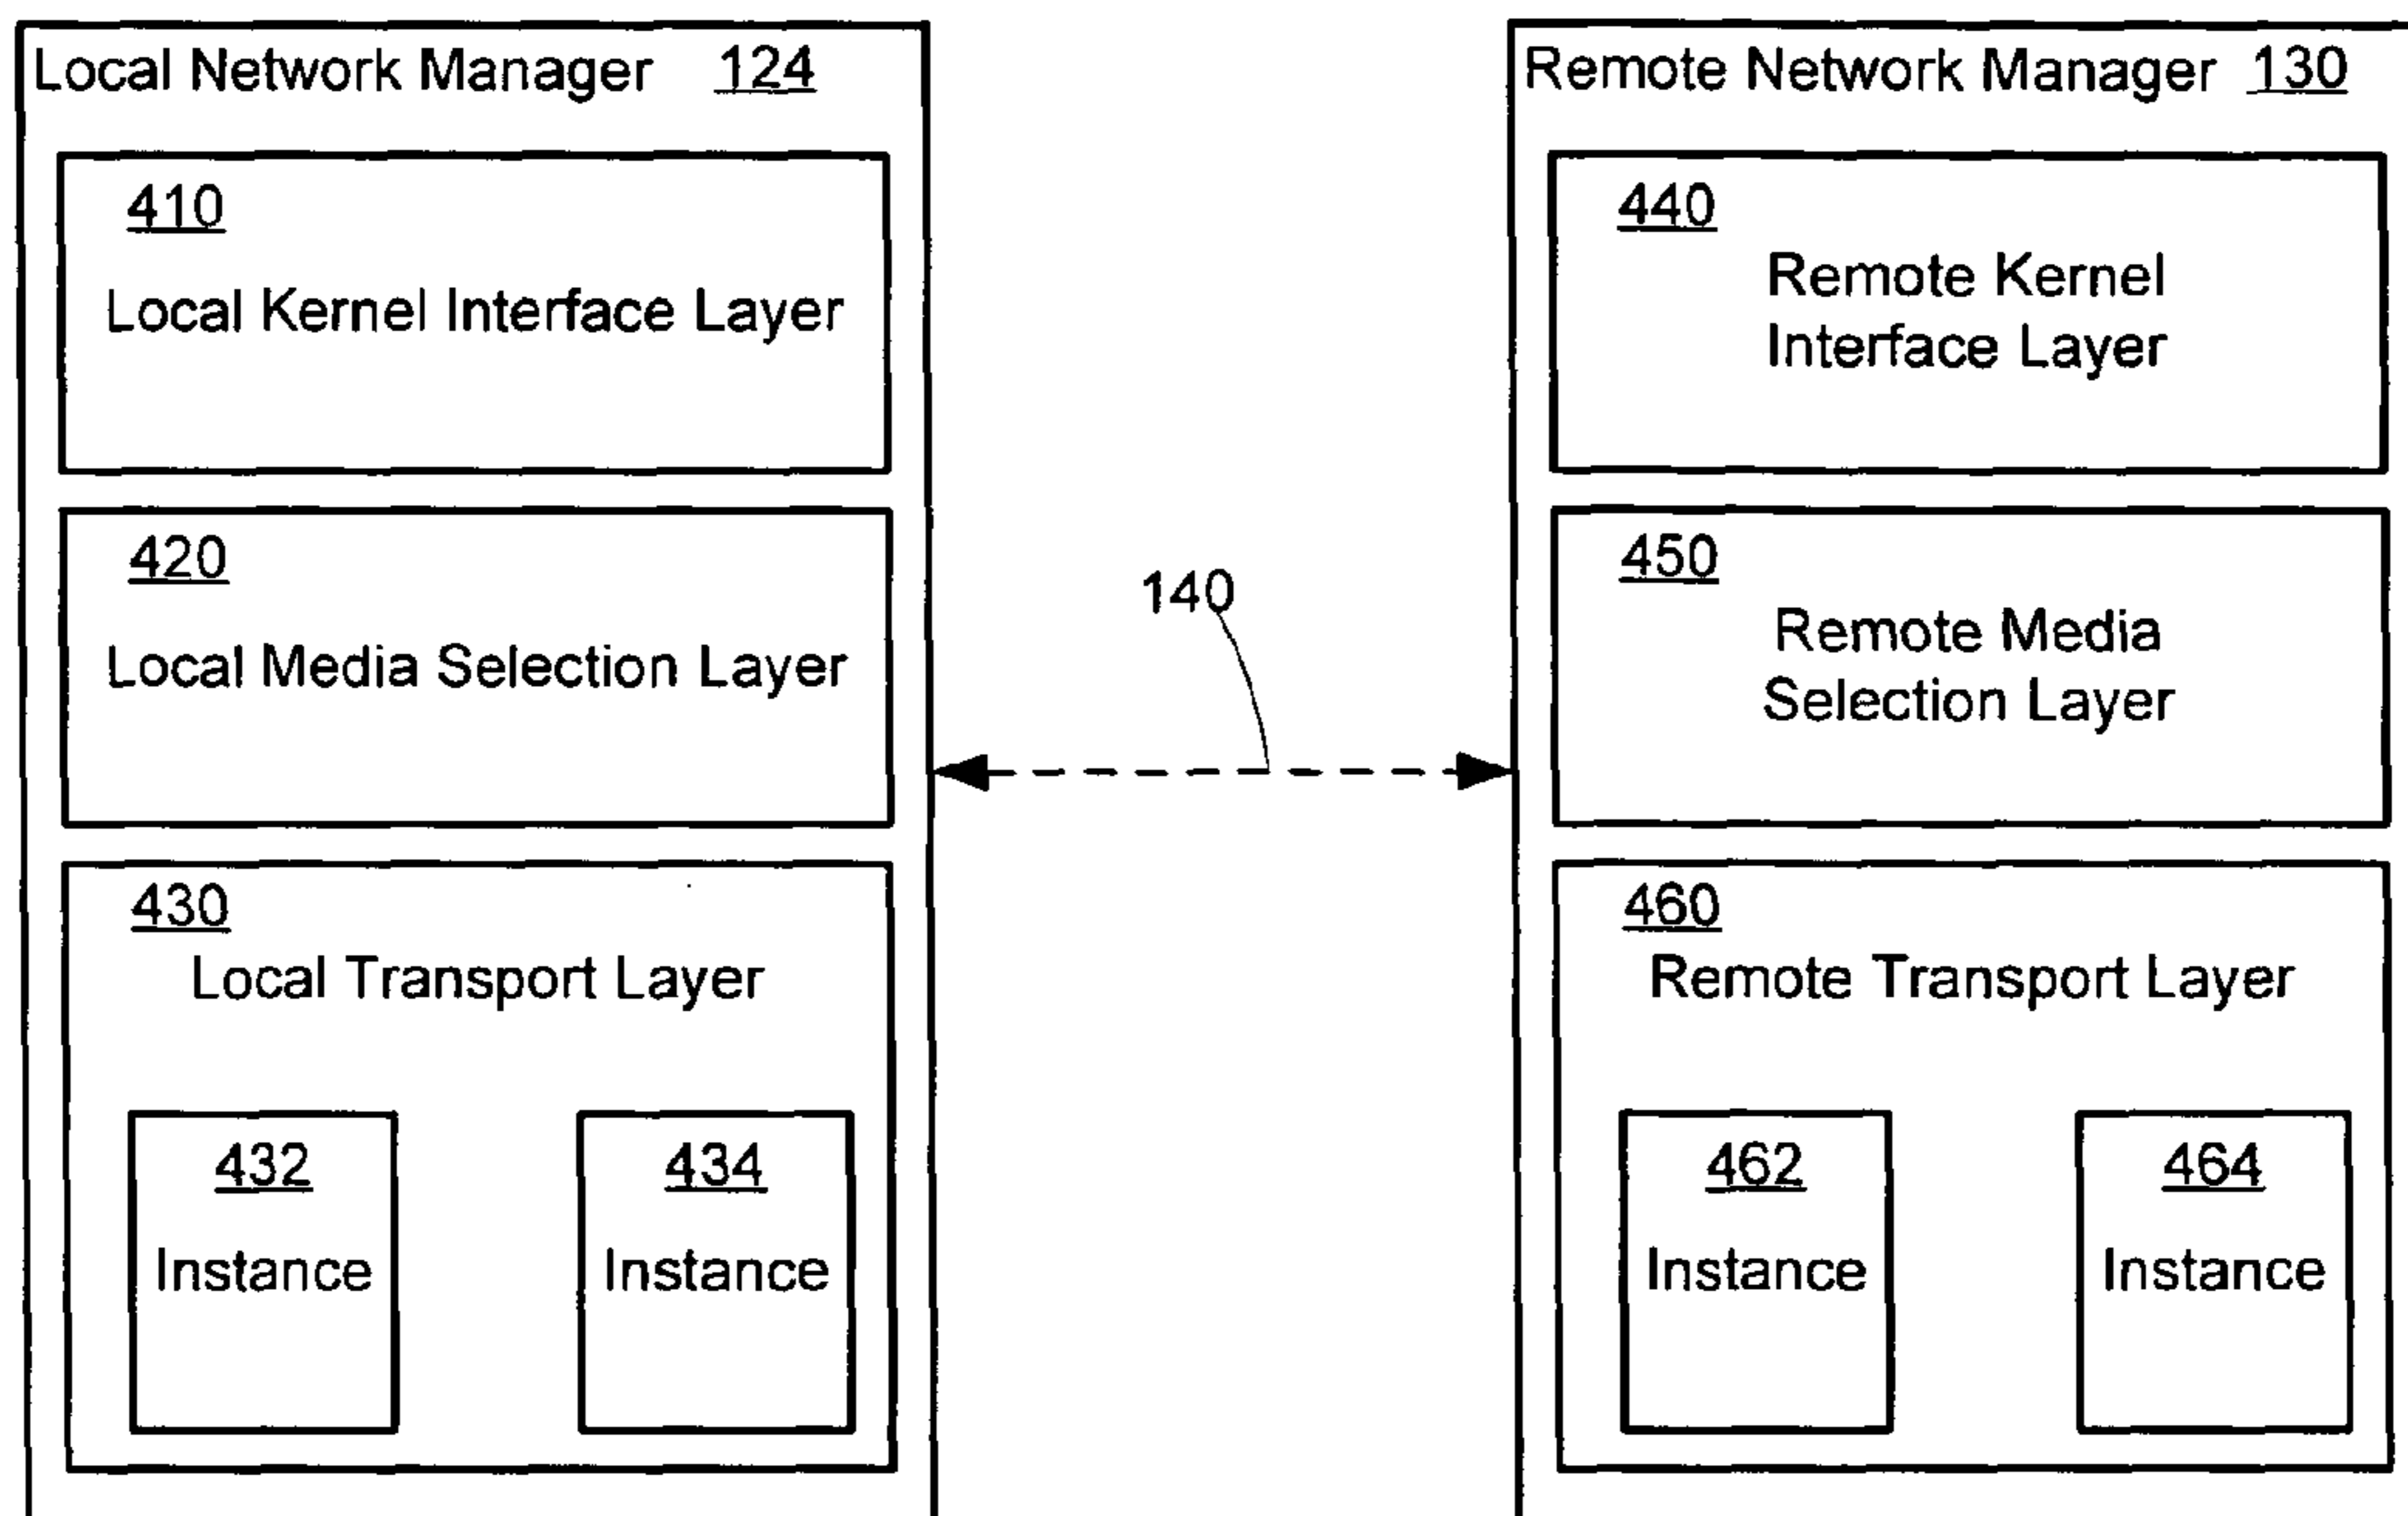 Local Network Manager 124
410
Local Kernel Interface Layer
420
Local Media Selection Layer
430
Local Transport Layer
432
Instance
434
Instance
140
Remote Network Manager 130
440
Remote Kernel
Interface Layer
450
Remote Media
Selection Layer
460
Remote Transport Layer
462
Instance
464
Instance